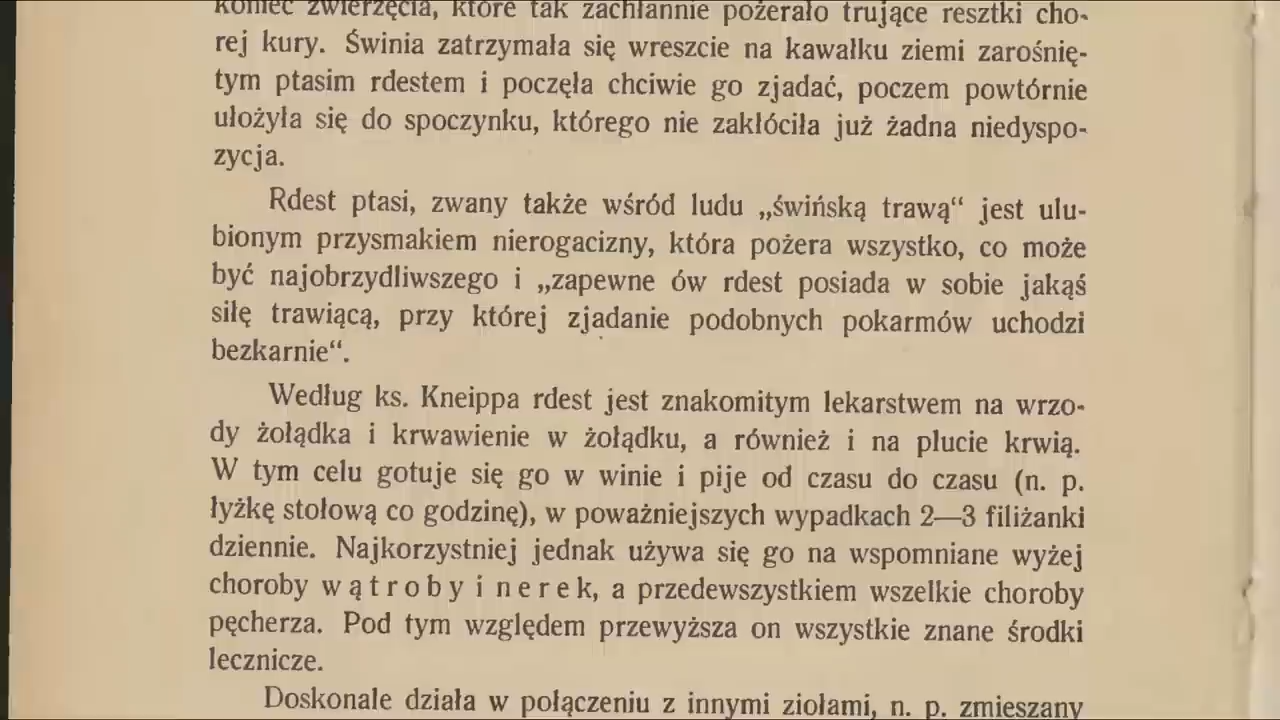 koniec zwierzęcia, które tak zachłannie pożerało trujące resztki cho-
rej kury. Świnia zatrzymała się wreszcie na kawałku ziemi zarośnię-
tym ptasim rdestem i poczęła chciwie go zjadać, poczem powtórnie
ułożyła się do spoczynku, którego nie zakłóciła już żadna niedyspo-
zycja.
Rdest ptasi, zwany także wśród ludu „świńską trawą“ jest ulu-
bionym przysmakiem nierogacizny, która pożera wszystko, co może
być najobrzydliwszego i „zapewne ów rdest posiada w sobie jakąś
siłę trawiącą, przy której zjadanie podobnych pokarmów uchodzi
bezkarnie“.
Według ks. Kneippa rdest jest znakomitym lekarstwem na wrzo-
dy żołądka i krwawienie w żołądku, a również i na plucie krwią.
W tym celu gotuje się go w winie i pije od czasu do czasu (n. p.
łyżkę stołową co godzinę), w poważniejszych wypadkach 2—3 filiżanki
dziennie. Najkorzystniej jednak używa się go na wspomniane wyżej
choroby wątroby i nerek, a przedewszystkiem wszelkie choroby
pęcherza. Pod tym względem przewyższa on wszystkie znane środki
lecznicze.
Doskonale działa w połączeniu z innymi ziołami, n. p. zmieszany